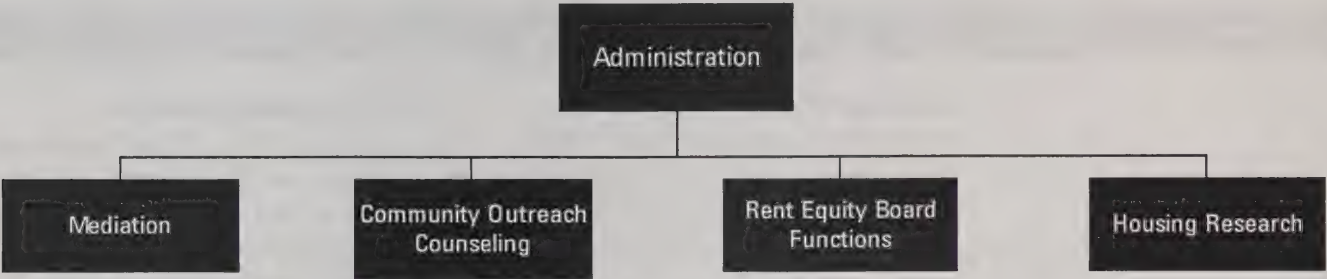 Administration
Mediation
Community Outreach
Counseling
Rent Equity Board
Functions
Housing Research